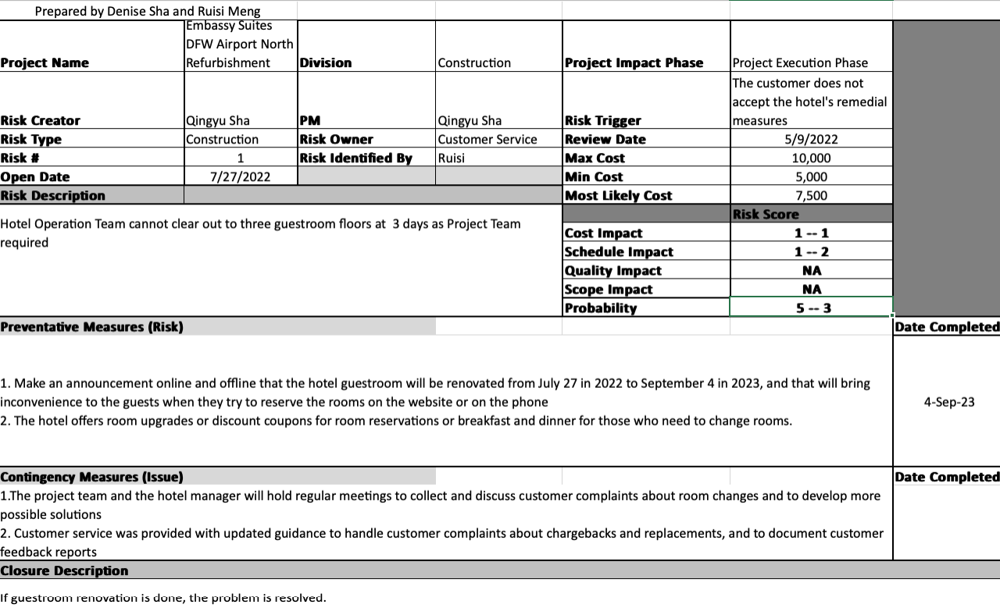 Prepared by Denise Sha and Ruisi Meng
Project Name
Embassy Suites
DFW Airport North
Refurbishment
Division
Construction
Project Impact Phase
Project Execution Phase
Risk Creator
Qingyu Sha
PM
Qingyu Sha
Risk Trigger
The customer does not
accept the hotel's remedial
measures
Risk Type
Construction
Risk Owner
Customer Service
Review Date
5/9/2022
Risk #
1
Risk Identified By
Ruisi
Max Cost
10,000
Open Date
7/27/2022
Min Cost
5,000
Risk Description
Most Likely Cost
7,500
Hotel Operation Team cannot clear out to three guestroom floors at 3 days as Project Team
required
Risk Score
Cost Impact
1 -- 1
Schedule Impact
1 -- 2
Quality Impact
NA
Scope Impact
NA
Probability
5 -- 3
Preventative Measures (Risk)
Date Completed
1. Make an announcement online and offline that the hotel guestroom will be renovated from July 27 in 2022 to September 4 in 2023, and that will bring
inconvenience to the guests when they try to reserve the rooms on the website or on the phone
2. The hotel offers room upgrades or discount coupons for room reservations or breakfast and dinner for those who need to change rooms.
4-Sep-23
Contingency Measures (Issue)
Date Completed
1.The project team and the hotel manager will hold regular meetings to collect and discuss customer complaints about room changes and to develop more
possible solutions
2. Customer service was provided with updated guidance to handle customer complaints about chargebacks and replacements, and to document customer
feedback reports
Closure Description
If guestroom renovation is done, the problem is resolved.